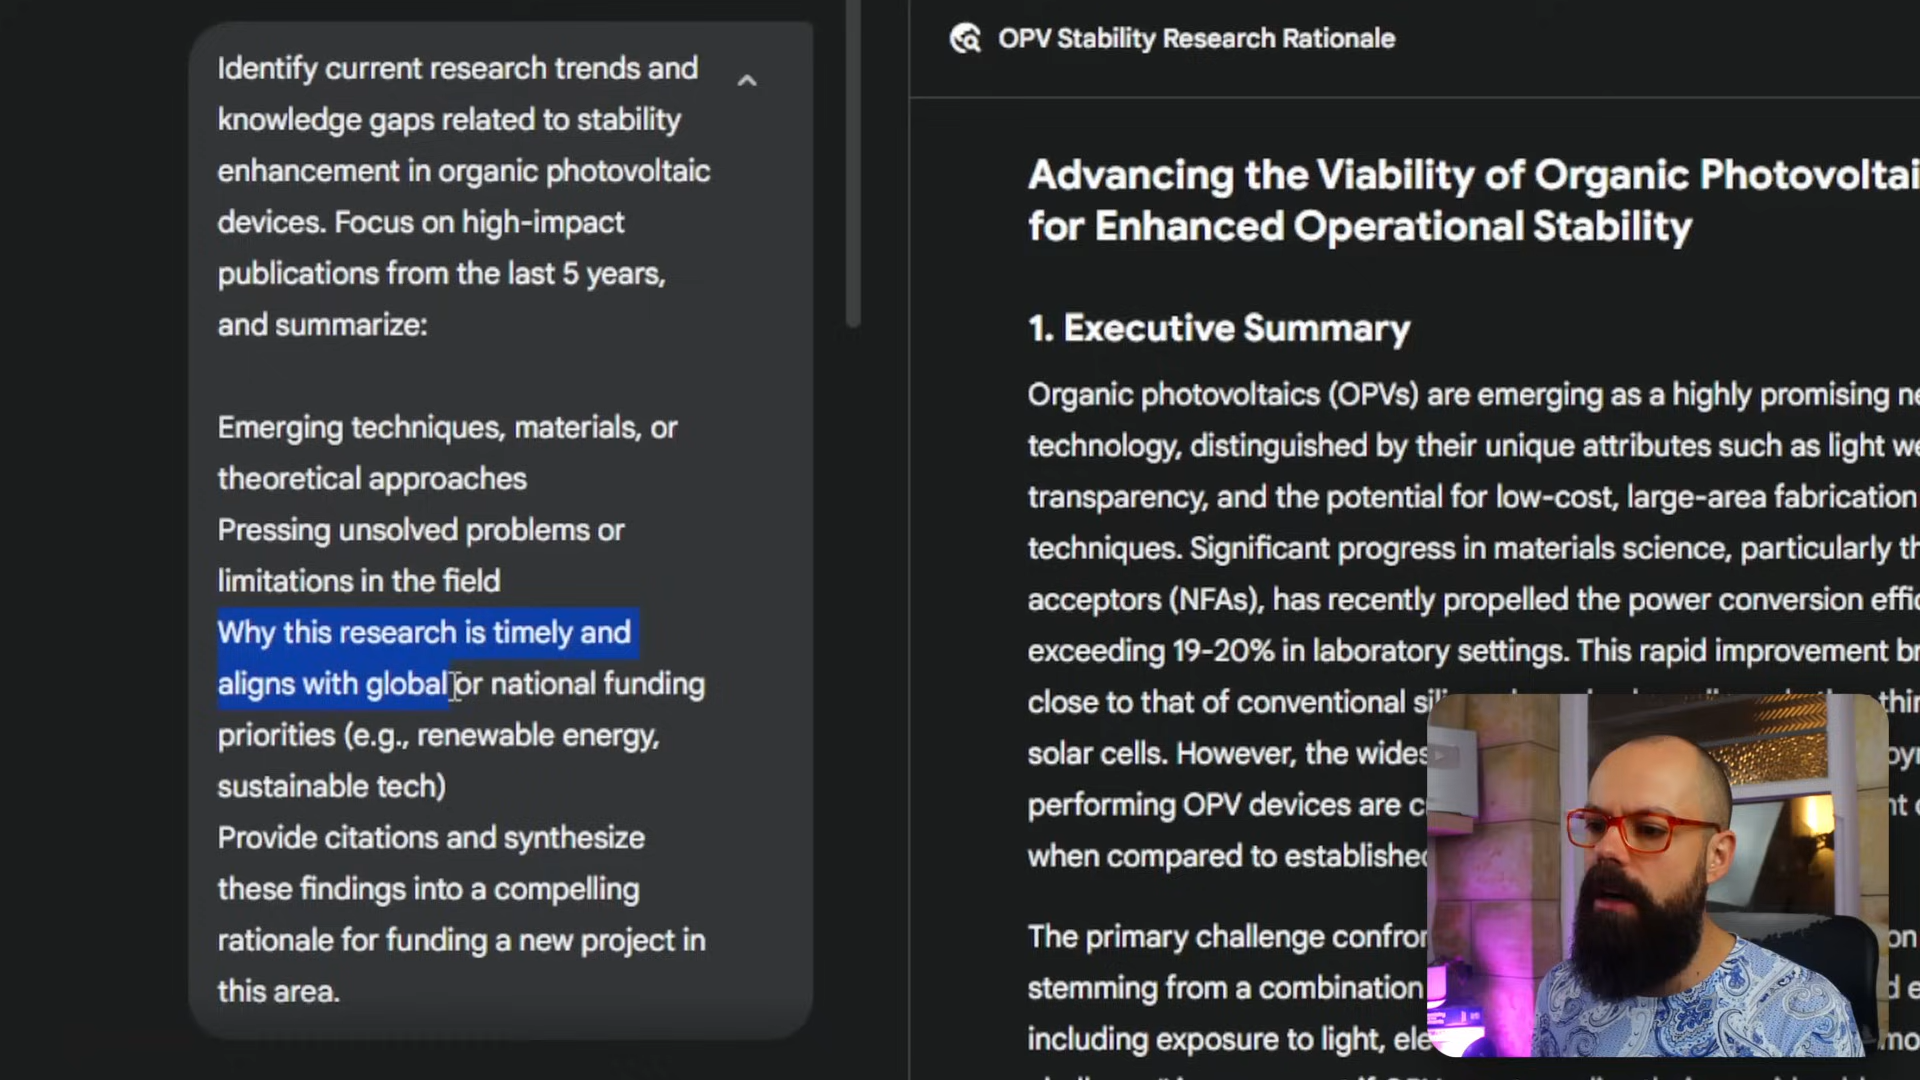 Identify current research trends and
knowledge gaps related to stability
enhancement in organic photovoltaic
devices. Focus on high-impact
publications from the last 5 years,
and summarize:
Emerging techniques, materials, or
theoretical approaches
Pressing unsolved problems or
limitations in the field
Why this research is timely and
aligns with global or national funding
priorities (e.g., renewable energy,
sustainable tech)
Provide citations and synthesize
these findings into a compelling
rationale for funding a new project in
this area.
OPV Stability Research Rationale
Advancing the Viability of Organic
for Enhanced Operational Stability
1. Executive Summary
Organic photovoltaics (OPVs) are emerging as a highly promising
technology, distinguished by their unique attributes such as light
transparency, and the potential for low-cost, large-area fabrication
techniques. Significant progress in materials science, particularly
acceptors (NFAs), has recently propelled the power conversion
exceeding 19-20% in laboratory settings. This rapid improvement
close to that of conventional
solar cells. However, the
performing OPV devices are
when compared to
The primary challenge
stemming from a combination
including exposure to light,